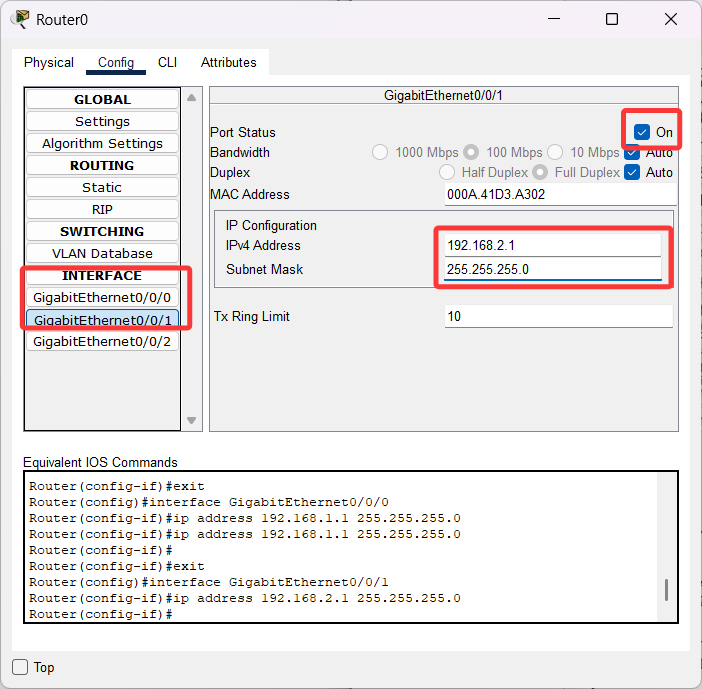 Router0
Physical Config CLI Attributes
GLOBAL
Settings
Algorithm Settings
ROUTING
Static
RIP
SWITCHING
VLAN Database
INTERFACE
GigabitEthernet0/0/0
GigabitEthernet0/0/1
GigabitEthernet0/0/2
GigabitEthernet0/0/1
Port Status On
Bandwidth 1000 Mbps 100 Mbps 10 Mbps Auto
Duplex Half Duplex Full Duplex Auto
MAC Address 000A.41D3.A302
IP Configuration
IPv4 Address 192.168.2.1
Subnet Mask 255.255.255.0
Tx Ring Limit 10
Equivalent IOS Commands
Router(config-if)#exit
Router(config)#interface GigabitEthernet0/0/0
Router(config-if)#ip address 192.168.1.1 255.255.255.0
Router(config-if)#ip address 192.168.1.1 255.255.255.0
Router(config-if)#
Router(config-if)#exit
Router(config)#interface GigabitEthernet0/0/1
Router(config-if)#ip address 192.168.2.1 255.255.255.0
Router(config-if)#
Top